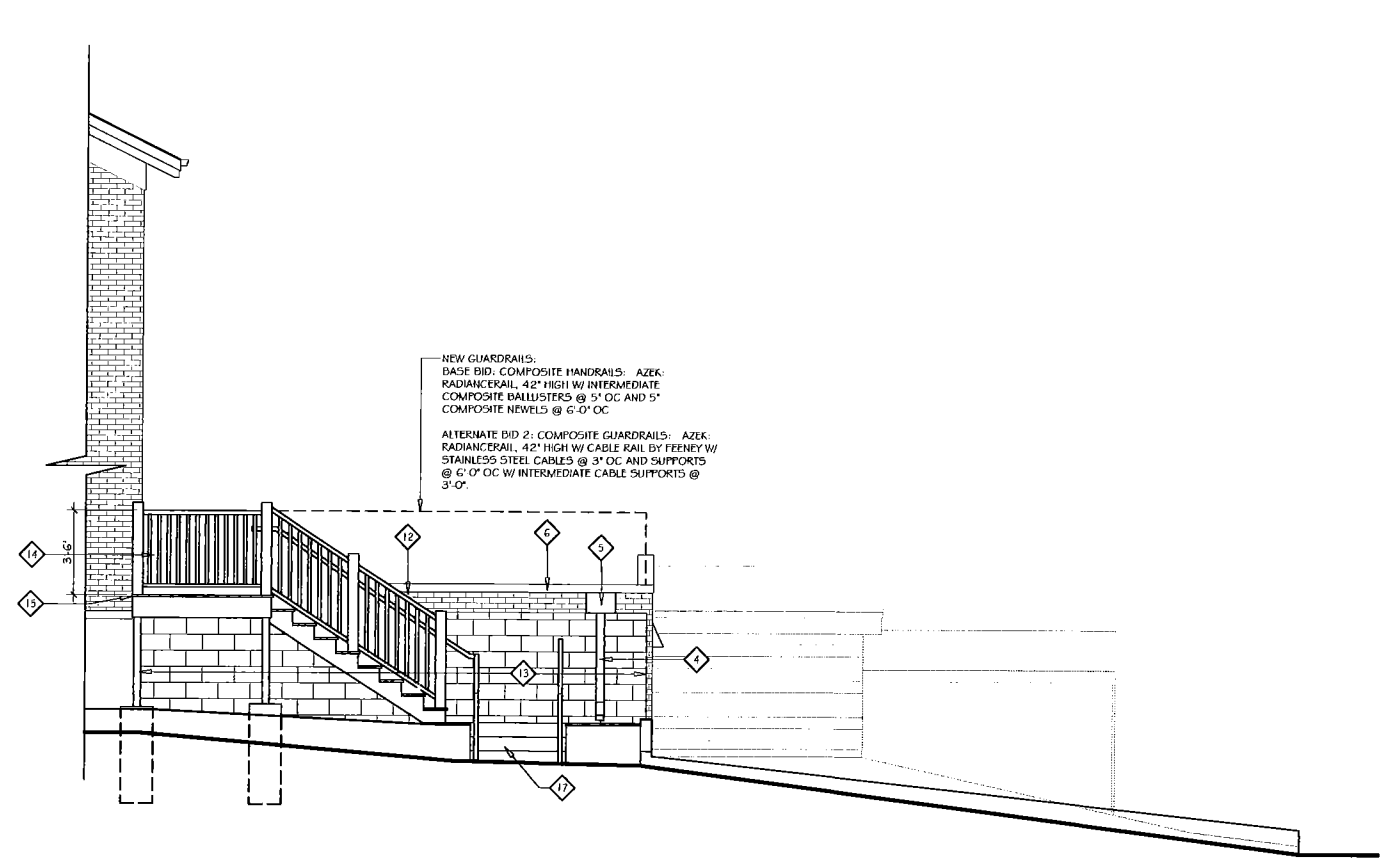 NEW GUARDRAILS:
BASE BID: COMPOSITE HANDRAILS: AZEK:
RADIANCERAIL, 42" HIGH W/ INTERMEDIATE
COMPOSITE BALLUSTERS @ 5" OC AND 5"
COMPOSITE NEWELS @ 6'-0" OC
ALTERNATE BID 2: COMPOSITE GUARDRAILS: AZEK:
RADIANCERAIL, 42" HIGH W/ CABLE RAIL BY FEENEY W/
STAINLESS STEEL CABLES @ 3" OC AND SUPPORTS
@ 6'-0" OC W/ INTERMEDIATE CABLE SUPPORTS @
3'-0".
12
6
5
14
3'-6"
15
4
13
17